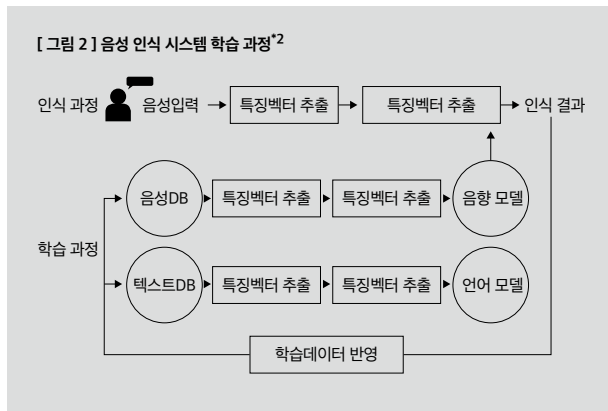 [ 그림 2 ] 음성 인식 시스템 학습 과정*2
인식 과정 음성입력 특징벡터 추출 특징벡터 추출 인식 결과
음성DB 특징벡터 추출 특징벡터 추출 음향 모델
학습 과정
텍스트DB 특징벡터 추출 특징벡터 추출 언어 모델
학습데이터 반영